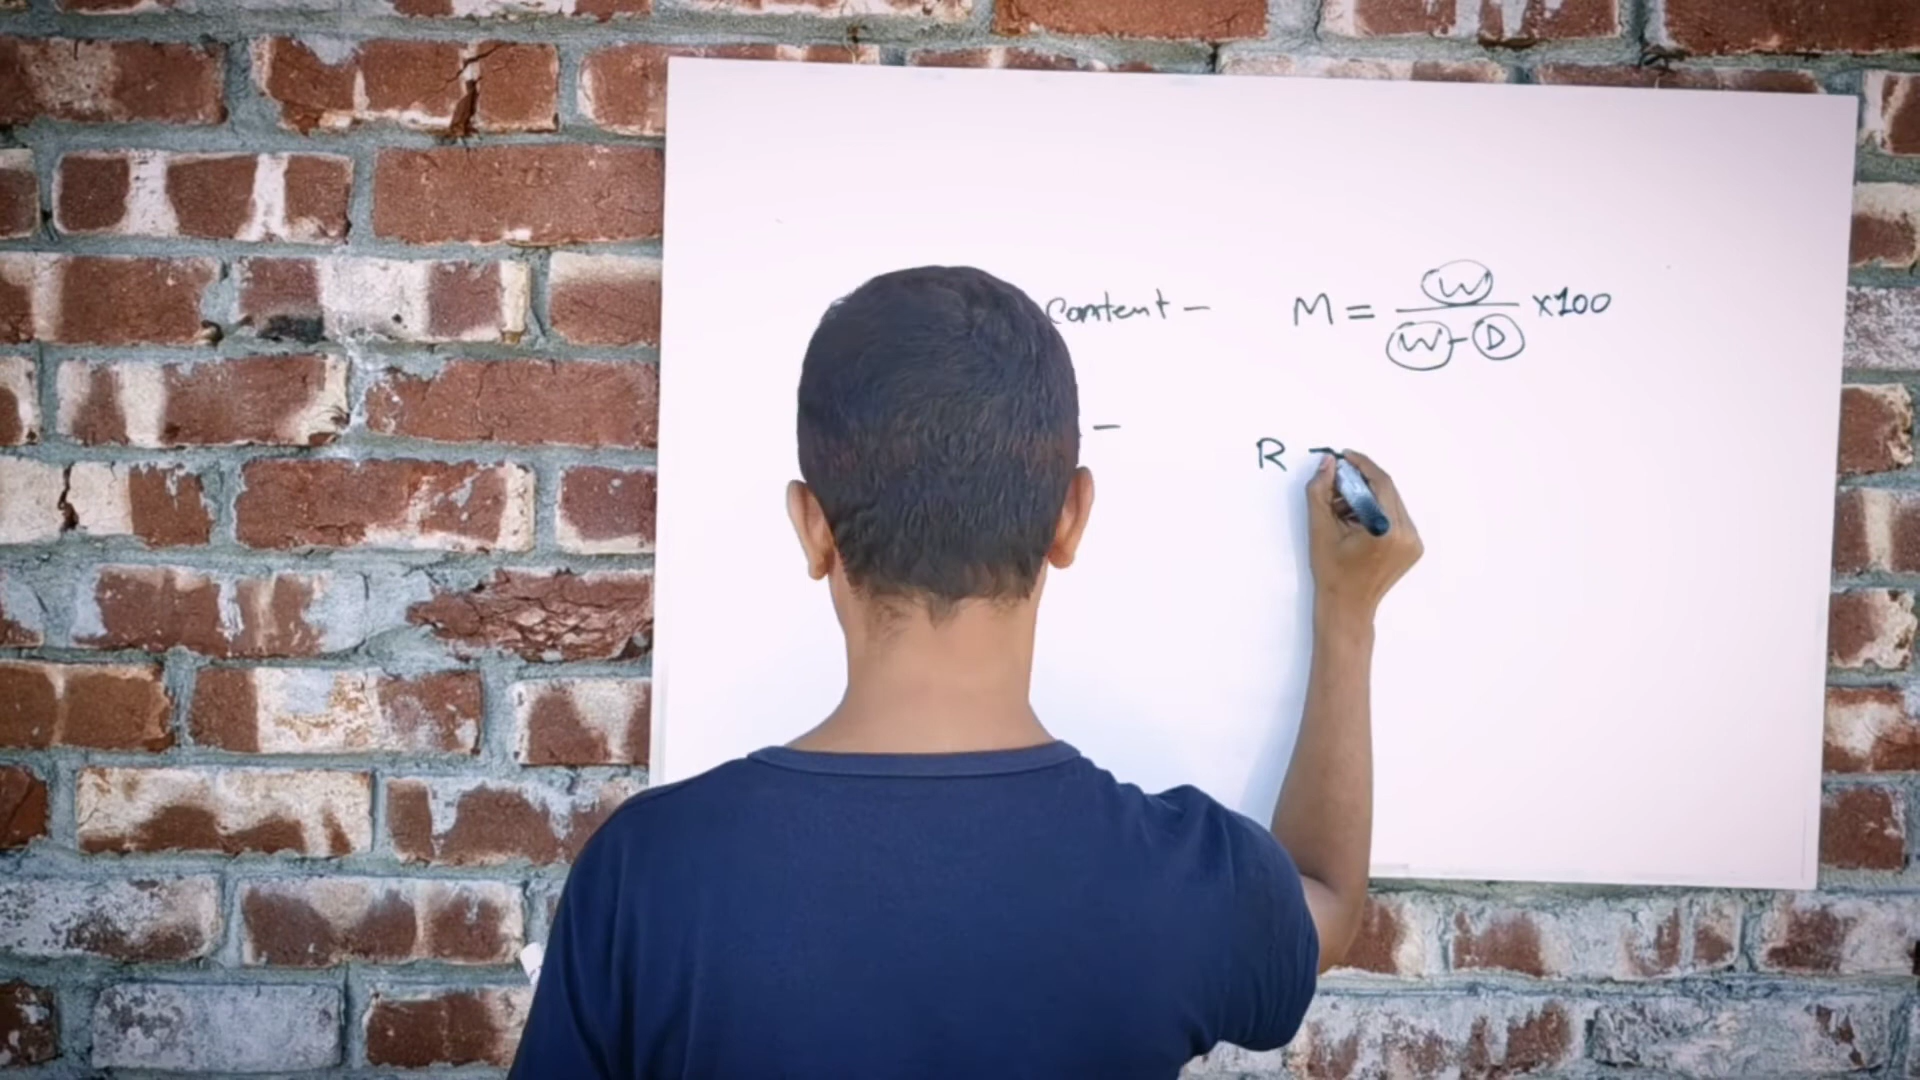 Content - M = W / W - D x100
-
R -